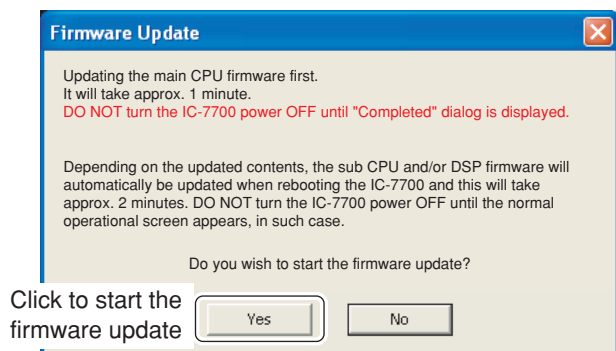 Firmware Update
Updating the main CPU firmware first.
It will take approx. 1 minute.
DO NOT turn the IC-7700 power OFF until "Completed" dialog is displayed.
Depending on the updated contents, the sub CPU and/or DSP firmware will
automatically be updated when rebooting the IC-7700 and this will take
approx. 2 minutes. DO NOT turn the IC-7700 power OFF until the normal
operational screen appears, in such case.
Do you wish to start the firmware update?
Click to start the
firmware update
Yes
No